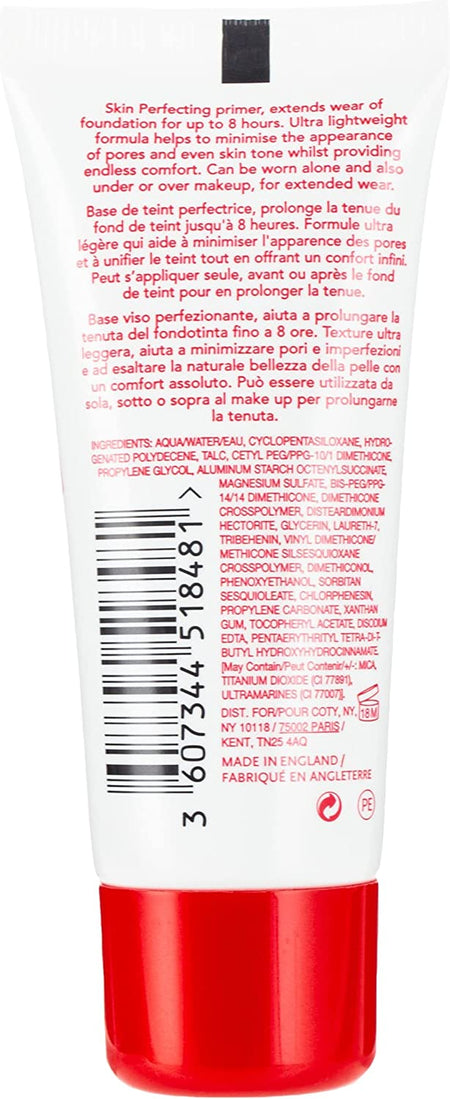 Skin Perfecting primer, extends wear of
foundation for up to 8 hours. Ultra lightweight
formula helps to minimise the appearance
of pores and even skin tone whilst providing
endless comfort. Can be worn alone and also
under or over makeup, for extended wear.
Base de teint perfectrice, prolonge la tenue du
fond de teint jusqu'à 8 heures. Formule ultra
légère qui aide à minimiser l'apparence des pores
et à unifier le teint tout en offrant un confort infini.
Peut s'appliquer seule, avant ou après le fond
de teint pour en prolonger la tenue.
Base viso perfezionante, aiuta a prolungare la
tenuta del fondotinta fino a 8 ore. Texture ultra
leggera, aiuta a minimizzare pori e imperfezioni
e ad esaltare la naturale bellezza della pelle con
un comfort assoluto. Può essere utilizzata da
sola, sotto o sopra al make up per prolungarne
la tenuta.
INGREDIENTS: AQUA/WATER/EAU, CYCLOPENTASILOXANE, HYDRO-
GENATED POLYDECENE, TALC, CETYL PEG/PPG-10/1 DIMETHICONE,
PROPYLENE GLYCOL, ALUMINUM STARCH OCTENYLSUCCINATE,
MAGNESIUM SULFATE, BIS-PEG/PPG-
14/14 DIMETHICONE, DIMETHICONE
CROSSPOLYMER, DISTEARDIMONIUM
HECTORITE, GLYCERIN, LAURETH-7,
TRIBEHENIN, VINYL DIMETHICONE/
METHICONE SILSESQUIOXANE
CROSSPOLYMER, DIMETHICONOL,
PHENOXYETHANOL, SORBITAN
SESQUIOLEATE, CHLORPHENESIN,
PROPYLENE CARBONATE, XANTHAN
GUM, TOCOPHERYL ACETATE, DISODIUM
EDTA, PENTAERYTHRITYL TETRA-DI-T-
BUTYL HYDROXYHYDROCINNAMATE.
[May Contain/Peut Contenir/+/-: MICA,
TITANIUM DIOXIDE (CI 77891),
ULTRAMARINES (CI 77007)].
18M
DIST. FOR/POUR COTY, NY,
NY 10118 / 75002 PARIS /
KENT, TN25 4AQ
MADE IN ENGLAND /
FABRIQUÉ EN ANGLETERRE
PE
3 607344 518481 >